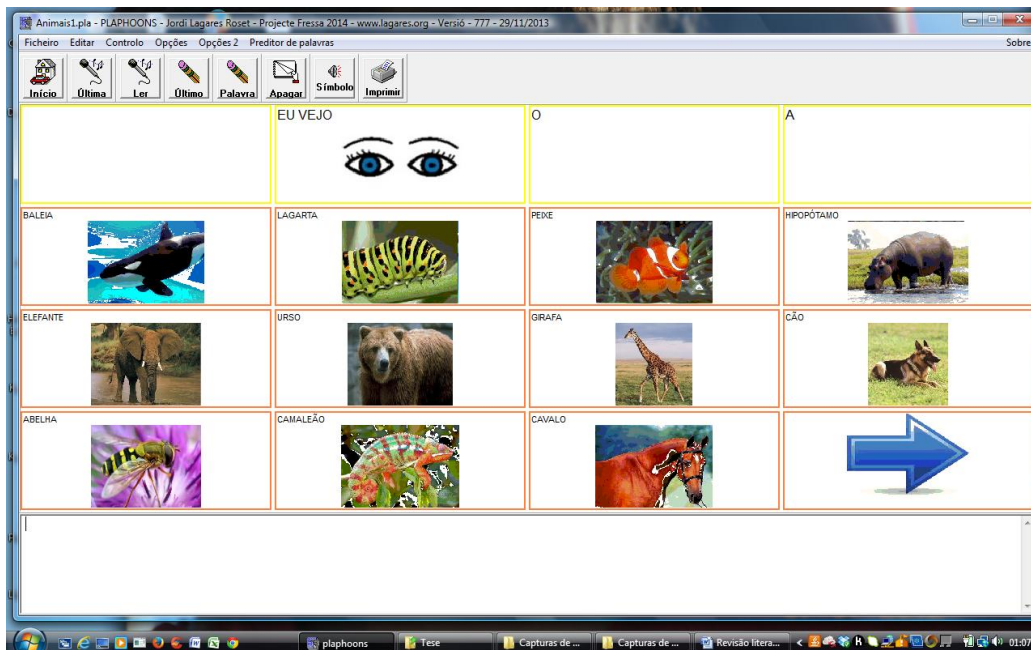 Animais1.pla - PLAPHOONS - Jordi Lagares Roset - Projecte Fressa 2014 - www.lagares.org - Versió - 777 - 29/11/2013
Ficheiro Editar Controlo Opções Opções 2 Preditor de palavras Sobre
Início Última Ler Último Palavra Apagar Símbolo Imprimir
EU VEJO O A
BALEIA LAGARTA PEIXE HIPOPÓTAMO
ELEFANTE URSO GIRAFA CÃO
ABELHA CAMALEÃO CAVALO
plaphoons Tese Capturas de ... Capturas de ... Revisão litera... 01:07